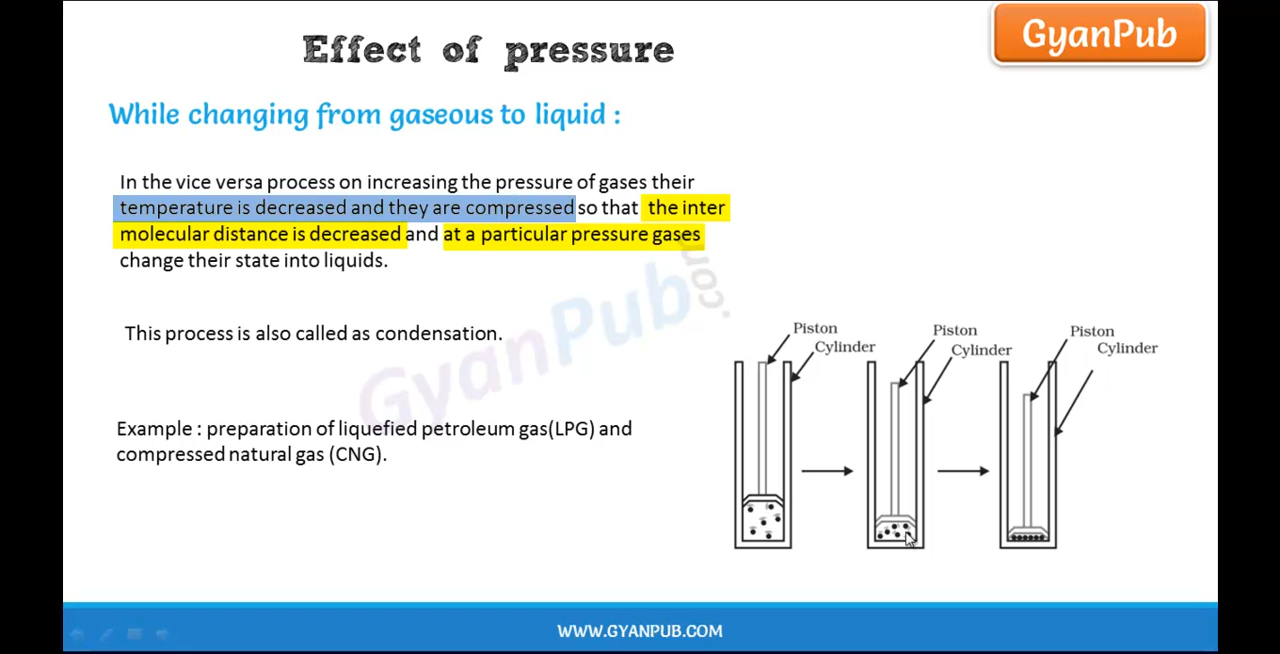 Effect of pressure
GyanPub
While changing from gaseous to liquid :
In the vice versa process on increasing the pressure of gases their
temperature is decreased and they are compressed so that the inter
molecular distance is decreased and at a particular pressure gases
change their state into liquids.
This process is also called as condensation.
Example : preparation of liquefied petroleum gas(LPG) and
compressed natural gas (CNG).
GyanPub.com
Piston
Cylinder
Piston
Cylinder
Piston
Cylinder
WWW.GYANPUB.COM